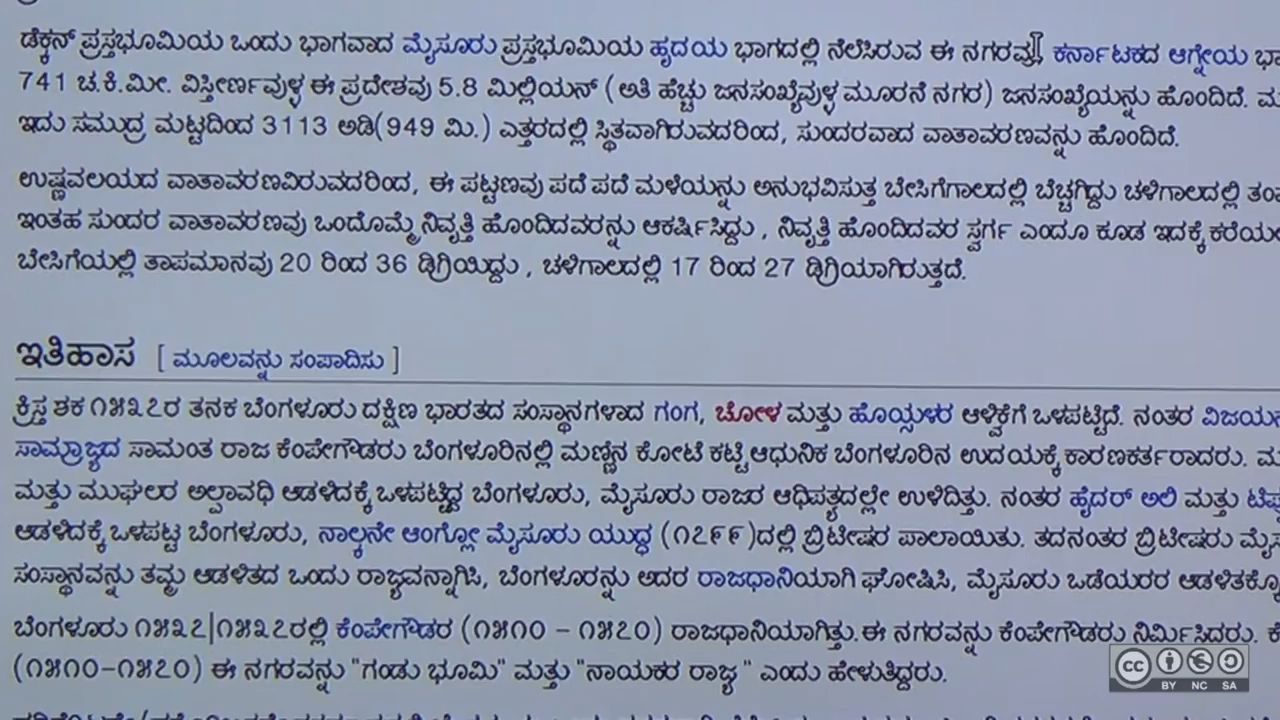 ಡೆಕ್ಕನ್ ಪ್ರಸ್ತಭೂಮಿಯ ಒಂದು ಭಾಗವಾದ ಮೈಸೂರು ಪ್ರಸ್ತಭೂಮಿಯ ಹೃದಯ ಭಾಗದಲ್ಲಿ ನೆಲೆಸಿರುವ ಈ ನಗರವು, ಕರ್ನಾಟಕದ ಆಗ್ನೇಯ
741 ಚ.ಕಿ.ಮೀ. ವಿಸ್ತೀರ್ಣವುಳ್ಳ ಈ ಪ್ರದೇಶವು 5.8 ಮಿಲ್ಲಿಯನ್ (ಅತಿ ಹೆಚ್ಚು ಜನಸಂಖ್ಯೆವುಳ್ಳ ಮೂರನೆ ನಗರ) ಜನಸಂಖ್ಯೆಯನ್ನು ಹೊಂದಿದೆ.
ಇದು ಸಮುದ್ರ ಮಟ್ಟದಿಂದ 3113 ಅಡಿ(949 ಮಿ.) ಎತ್ತರದಲ್ಲಿ ಸ್ಥಿತವಾಗಿರುವದರಿಂದ, ಸುಂದರವಾದ ವಾತಾವರಣವನ್ನು ಹೊಂದಿದೆ.
ಉಷ್ಣವಲಯದ ವಾತಾವರಣವಿರುವದರಿಂದ, ಈ ಪಟ್ಟಣವು ಪದೆ ಪದೆ ಮಳೆಯನ್ನು ಅನುಭವಿಸುತ್ತ ಬೇಸಿಗೆಗಾಲದಲ್ಲಿ ಬೆಚ್ಚಗಿದ್ದು ಚಳಿಗಾಲದಲ್ಲಿ
ಇಂತಹ ಸುಂದರ ವಾತಾವರಣವು ಒಂದೊಮ್ಮೆ ನಿವೃತ್ತಿ ಹೊಂದಿದವರನ್ನು ಆಕರ್ಷಿಸಿದ್ದು , ನಿವೃತ್ತಿ ಹೊಂದಿದವರ ಸ್ವರ್ಗ ಎಂದೂ ಕೂಡ ಇದಕ್ಕೆ
ಬೇಸಿಗೆಯಲ್ಲಿ ತಾಪಮಾನವು 20 ರಿಂದ 36 ಡಿಗ್ರಿಯಿದ್ದು , ಚಳಿಗಾಲದಲ್ಲಿ 17 ರಿಂದ 27 ಡಿಗ್ರಿಯಾಗಿರುತ್ತದೆ.
ಇತಿಹಾಸ [ ಮೂಲವನ್ನು ಸಂಪಾದಿಸು ]
ಕ್ರಿಸ್ತ ಶಕ ೧೫೩೭ರ ತನಕ ಬೆಂಗಳೂರು ದಕ್ಷಿಣ ಭಾರತದ ಸಂಸ್ಥಾನಗಳಾದ ಗಂಗ, ಚೋಳ ಮತ್ತು ಹೊಯ್ಸಳರ ಆಳ್ವಿಕೆಗೆ ಒಳಪಟ್ಟಿದೆ. ನಂತರ
ಸಾಮ್ರಾಜ್ಯದ ಸಾಮಂತ ರಾಜ ಕೆಂಪೇಗೌಡರು ಬೆಂಗಳೂರಿನಲ್ಲಿ ಮಣ್ಣಿನ ಕೋಟೆ ಕಟ್ಟಿ ಆಧುನಿಕ ಬೆಂಗಳೂರಿನ ಉದಯಕ್ಕೆ ಕಾರಣಕರ್ತರಾದರು.
ಮತ್ತು ಮುಘಲರ ಅಲ್ಪಾವಧಿ ಆಡಳಿದಕ್ಕೆ ಒಳಪಟ್ಟಿದ್ದ ಬೆಂಗಳೂರು, ಮೈಸೂರು ರಾಜರ ಆಧಿಪತ್ಯದಲ್ಲೇ ಉಳಿದಿತ್ತು. ನಂತರ ಹೈದರ್ ಅಲಿ ಮತ್ತು
ಆಡಳಿದಕ್ಕೆ ಒಳಪಟ್ಟ ಬೆಂಗಳೂರು, ನಾಲ್ಕನೇ ಆಂಗ್ಲೋ ಮೈಸೂರು ಯುದ್ಧ (೧೭೯೯)ದಲ್ಲಿ ಬ್ರಿಟೀಷರ ಪಾಲಾಯಿತು. ತದನಂತರ ಬ್ರಿಟೀಷರು
ಸಂಸ್ಥಾನವನ್ನು ತಮ್ಮ ಆಡಳಿತದ ಒಂದು ರಾಜ್ಯವನ್ನಾಗಿಸಿ, ಬೆಂಗಳೂರನ್ನು ಅದರ ರಾಜಧಾನಿಯಾಗಿ ಘೋಷಿಸಿ, ಮೈಸೂರು ಒಡೆಯರರ
ಬೆಂಗಳೂರು ೧೫೩೭|೧೫೩೭ರಲ್ಲಿ ಕೆಂಪೇಗೌಡರ (೧೫೧೦ – ೧೫೭೦) ರಾಜಧಾನಿಯಾಗಿತ್ತು.ಈ ನಗರವನ್ನು ಕೆಂಪೇಗೌಡರು ನಿರ್ಮಿಸಿದರು.
(೧೫೧೦-೧೫೭೦) ಈ ನಗರವನ್ನು "ಗಂಡು ಭೂಮಿ" ಮತ್ತು "ನಾಯಕರ ರಾಜ್ಯ " ಎಂದು ಹೇಳುತಿದ್ದರು.
cc BY NC SA